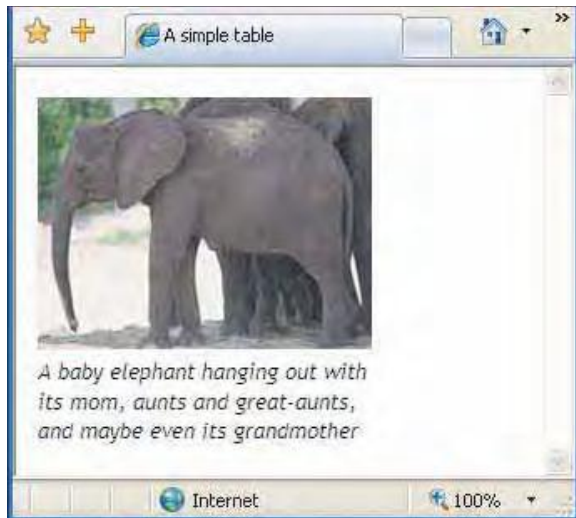 A simple table
»
A baby elephant hanging out with
its mom, aunts and great-aunts,
and maybe even its grandmother
Internet
100%